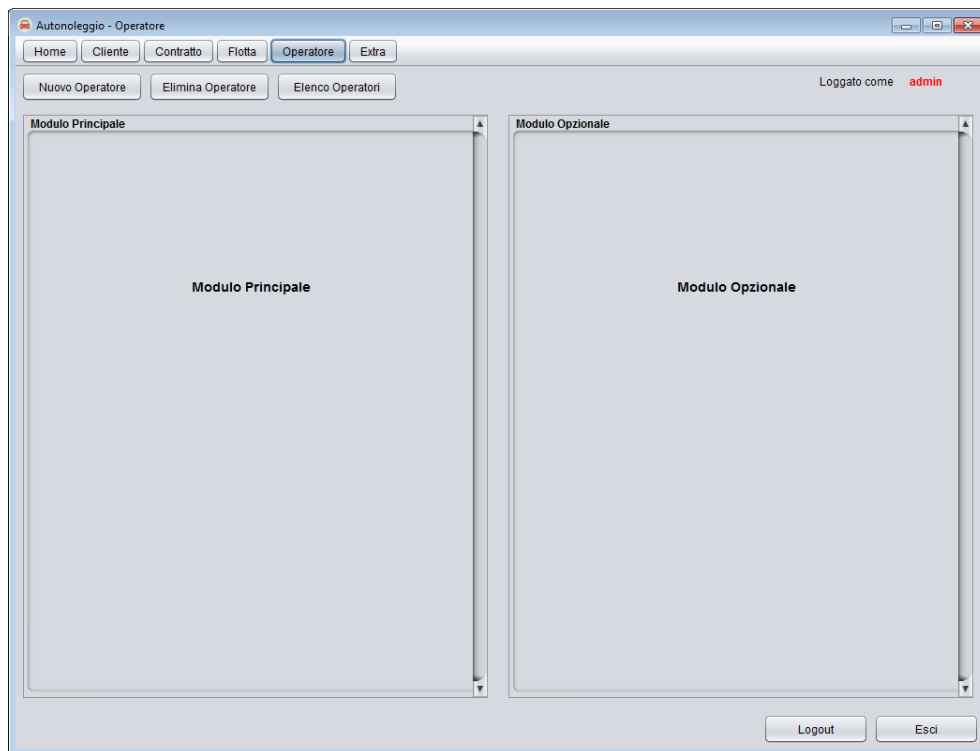 Autonoleggio - Operatore
Home Cliente Contratto Flotta Operatore Extra
Nuovo Operatore Elimina Operatore Elenco Operatori Loggato come admin
Modulo Principale Modulo Opzionale
Modulo Principale Modulo Opzionale
Logout Esci